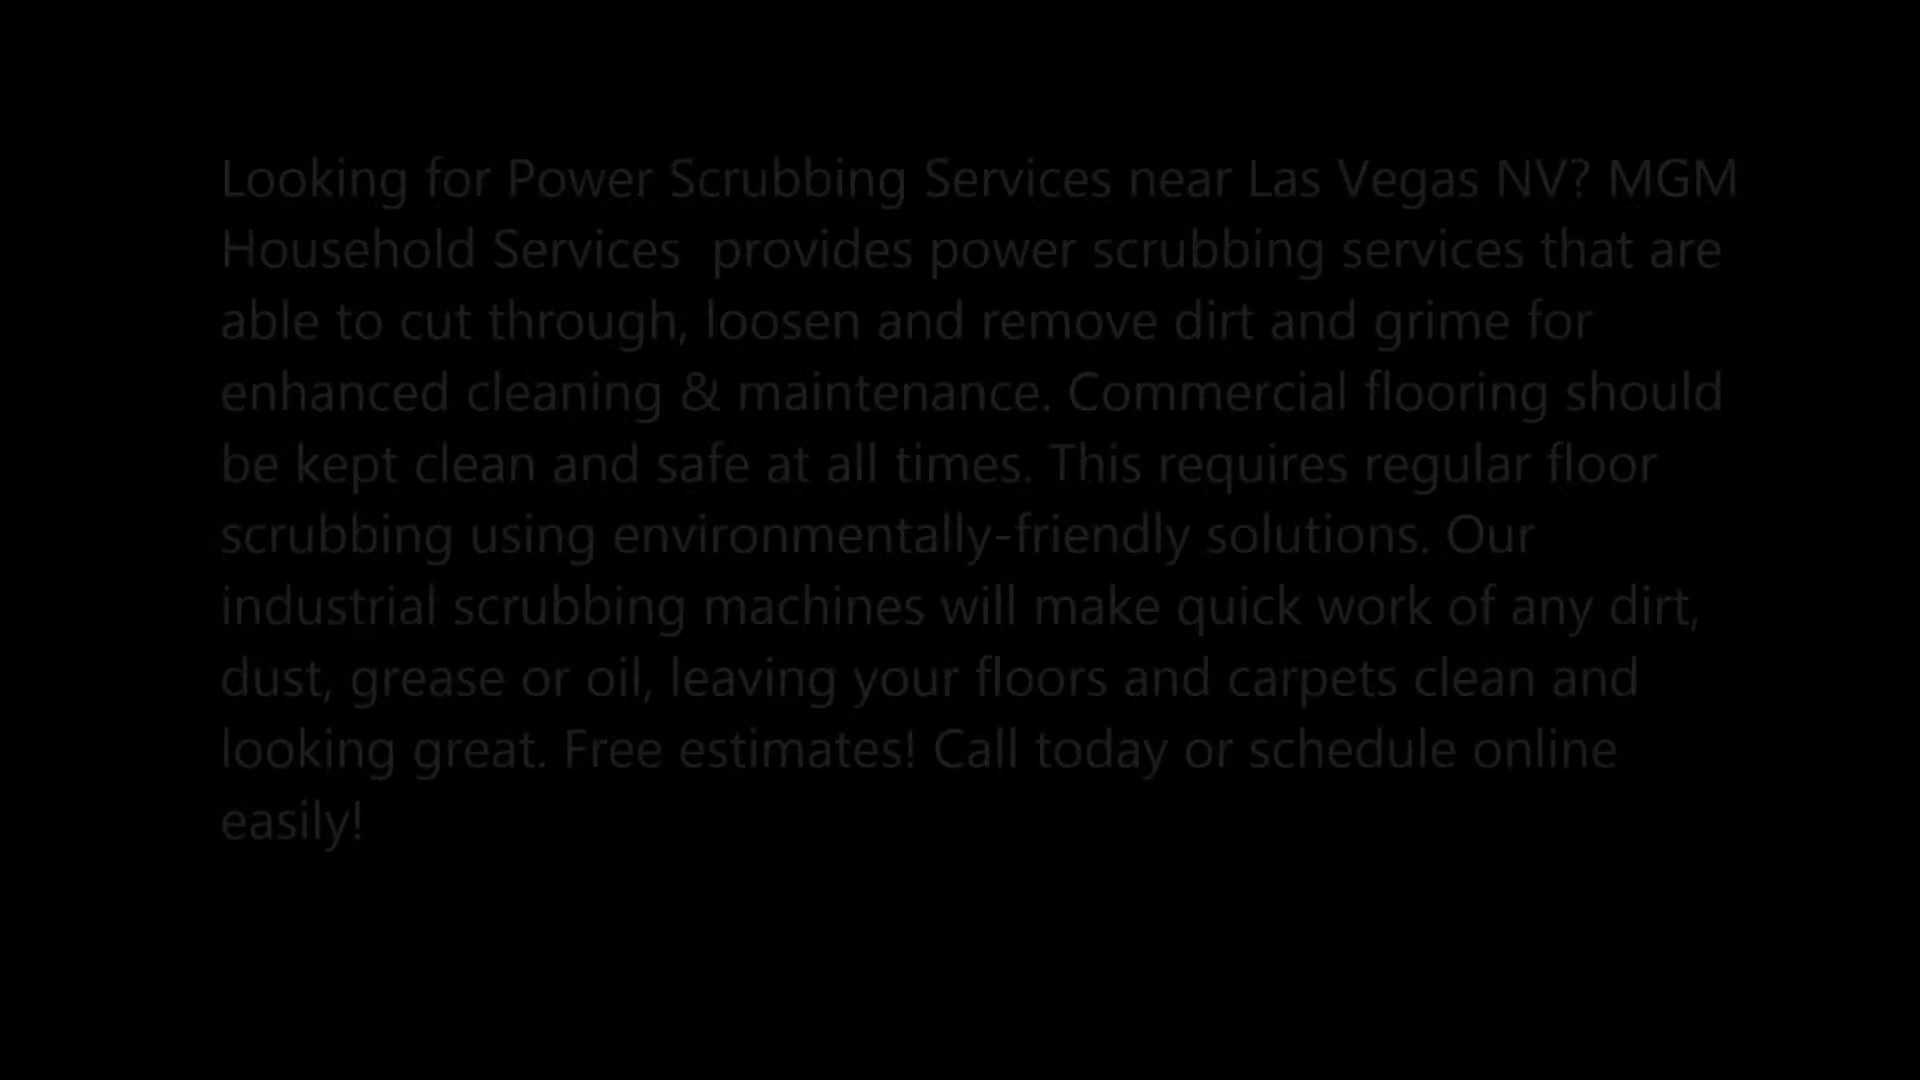 Looking for Power Scrubbing Services near Las Vegas NV? MGM
Household Services  provides power scrubbing services that are
able to cut through, loosen and remove dirt and grime for
enhanced cleaning & maintenance. Commercial flooring should
be kept clean and safe at all times. This requires regular floor
scrubbing using environmentally-friendly solutions. Our
industrial scrubbing machines will make quick work of any dirt,
dust, grease or oil, leaving your floors and carpets clean and
looking great. Free estimates! Call today or schedule online
easily!